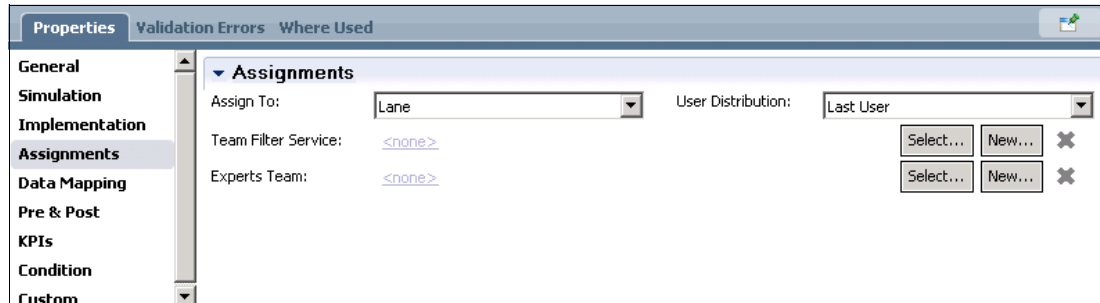 Properties Validation Errors Where Used
General
Simulation
Implementation
Assignments
Data Mapping
Pre & Post
KPIs
Condition
Custom
Assignments
Assign To: Lane User Distribution: Last User
Team Filter Service: <none> Select... New...
Experts Team: <none> Select... New...